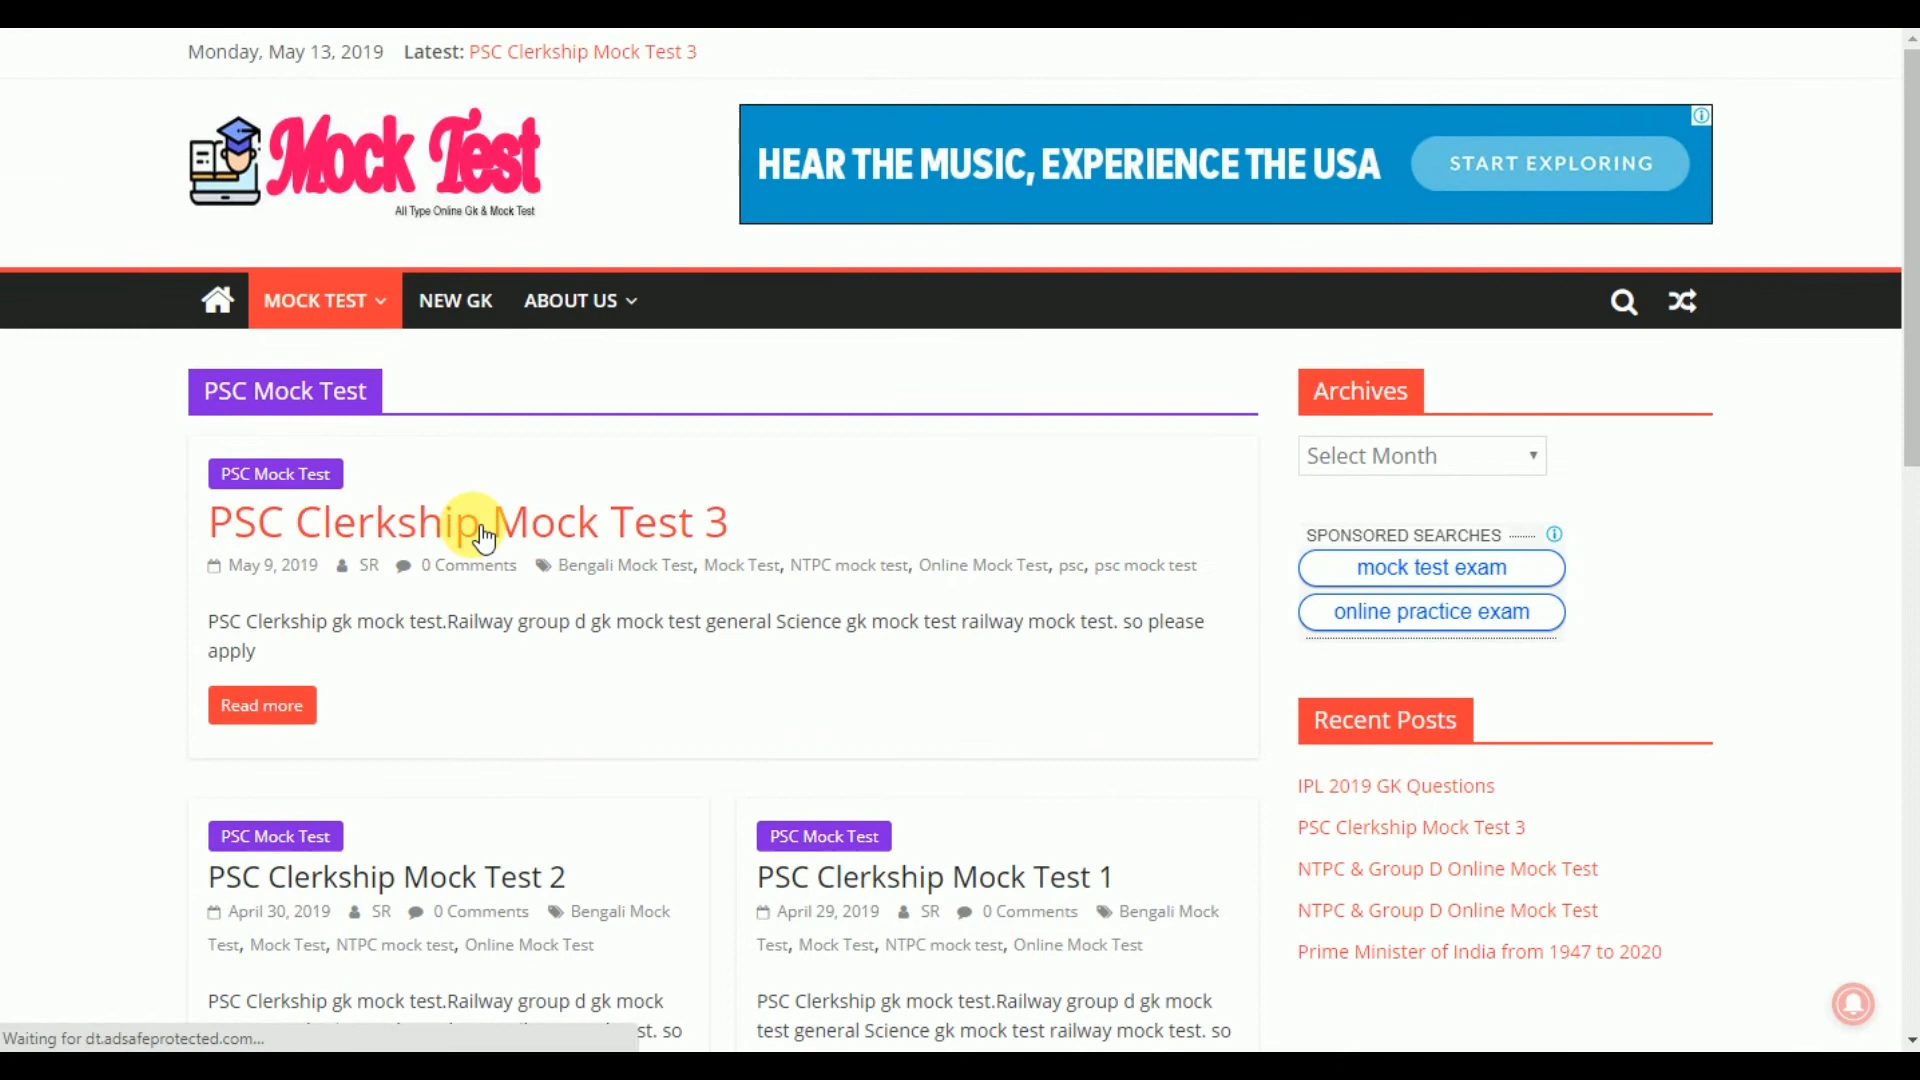 Monday, May 13, 2019 Latest: PSC Clerkship Mock Test 3
Mock Test
All Type Online Gk & Mock Test
HEAR THE MUSIC, EXPERIENCE THE USA START EXPLORING
MOCK TEST NEW GK ABOUT US
PSC Mock Test
PSC Mock Test
PSC Clerkship Mock Test 3
May 9, 2019 SR 0 Comments Bengali Mock Test, Mock Test, NTPC mock test, Online Mock Test, psc, psc mock test
PSC Clerkship gk mock test.Railway group d gk mock test general Science gk mock test railway mock test. so please
apply
Read more
PSC Mock Test
PSC Clerkship Mock Test 2
April 30, 2019 SR 0 Comments Bengali Mock
Test, Mock Test, NTPC mock test, Online Mock Test
PSC Clerkship gk mock test.Railway group d gk mock
st. so
PSC Mock Test
PSC Clerkship Mock Test 1
April 29, 2019 SR 0 Comments Bengali Mock
Test, Mock Test, NTPC mock test, Online Mock Test
PSC Clerkship gk mock test.Railway group d gk mock
test general Science gk mock test railway mock test. so
Archives
Select Month
SPONSORED SEARCHES
mock test exam
online practice exam
Recent Posts
IPL 2019 GK Questions
PSC Clerkship Mock Test 3
NTPC & Group D Online Mock Test
NTPC & Group D Online Mock Test
Prime Minister of India from 1947 to 2020
Waiting for dt.adsafeprotected.com...